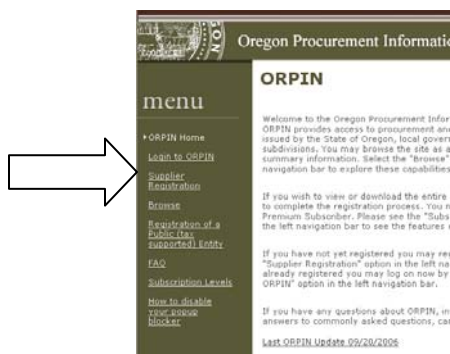 GON
Oregon Procurement Informatio
ORPIN
menu
ORPIN Home
Login to ORPIN
Supplier
Registration
Browse
Registration of a
Public (tax
supported) Entity
FAQ
Subscription Levels
How to disable
your popup
blocker
Welcome to the Oregon Procurement Infor
ORPIN provides access to procurement an
issued by the State of Oregon, local govern
subdivisions. You may browse the site as a
summary information. Select the "Browse"
navigation bar to explore these capabilities
If you wish to view or download the entire
to complete the registration process. You m
Premium Subscriber. Please see the "Subs
the left navigation bar to see the features
If you have not yet registered you may reg
"Supplier Registration" option in the left na
already registered you may log on now by
ORPIN" option in the left navigation bar.
If you have any questions about ORPIN, in
answers to commonly asked questions, ca
Last ORPIN Update 09/20/2006